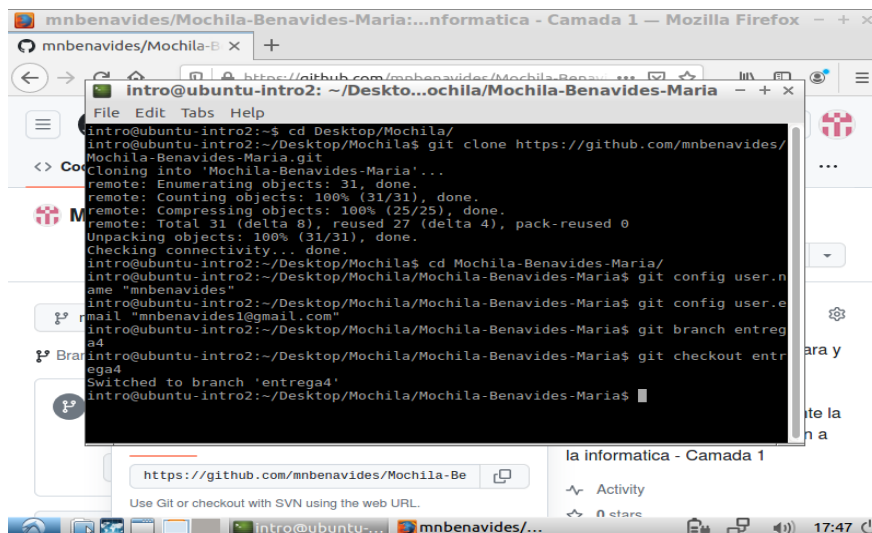 mnbenavides/Mochila-Benavides-Maria:...nformatica - Camada 1 — Mozilla Firefox
mnbenavides/Mochila-B
intro@ubuntu-intro2: ~/Deskto...ochila/Mochila-Benavides-Maria
File Edit Tabs Help
intro@ubuntu-intro2:~$ cd Desktop/Mochila/
intro@ubuntu-intro2:~/Desktop/Mochila$ git clone https://github.com/mnbenavides/
Mochila-Benavides-Maria.git
Cloning into 'Mochila-Benavides-Maria'...
remote: Enumerating objects: 31, done.
remote: Counting objects: 100% (31/31), done.
remote: Compressing objects: 100% (25/25), done.
remote: Total 31 (delta 8), reused 27 (delta 4), pack-reused 0
Unpacking objects: 100% (31/31), done.
Checking connectivity... done.
intro@ubuntu-intro2:~/Desktop/Mochila$ cd Mochila-Benavides-Maria/
intro@ubuntu-intro2:~/Desktop/Mochila/Mochila-Benavides-Maria$ git config user.n
ame "mnbenavides"
intro@ubuntu-intro2:~/Desktop/Mochila/Mochila-Benavides-Maria$ git config user.e
mail "mnbenavides1@gmail.com"
intro@ubuntu-intro2:~/Desktop/Mochila/Mochila-Benavides-Maria$ git branch entreg
a4
intro@ubuntu-intro2:~/Desktop/Mochila/Mochila-Benavides-Maria$ git checkout entr
ega4
Switched to branch 'entrega4'
intro@ubuntu-intro2:~/Desktop/Mochila/Mochila-Benavides-Maria$
<> Co
M
Bran
ara y
te la
n a
la informatica - Camada 1
https://github.com/mnbenavides/Mochila-Be
Use Git or checkout with SVN using the web URL.
Activity
0 stars
intro@ubuntu-...
mnbenavides/...
17:47